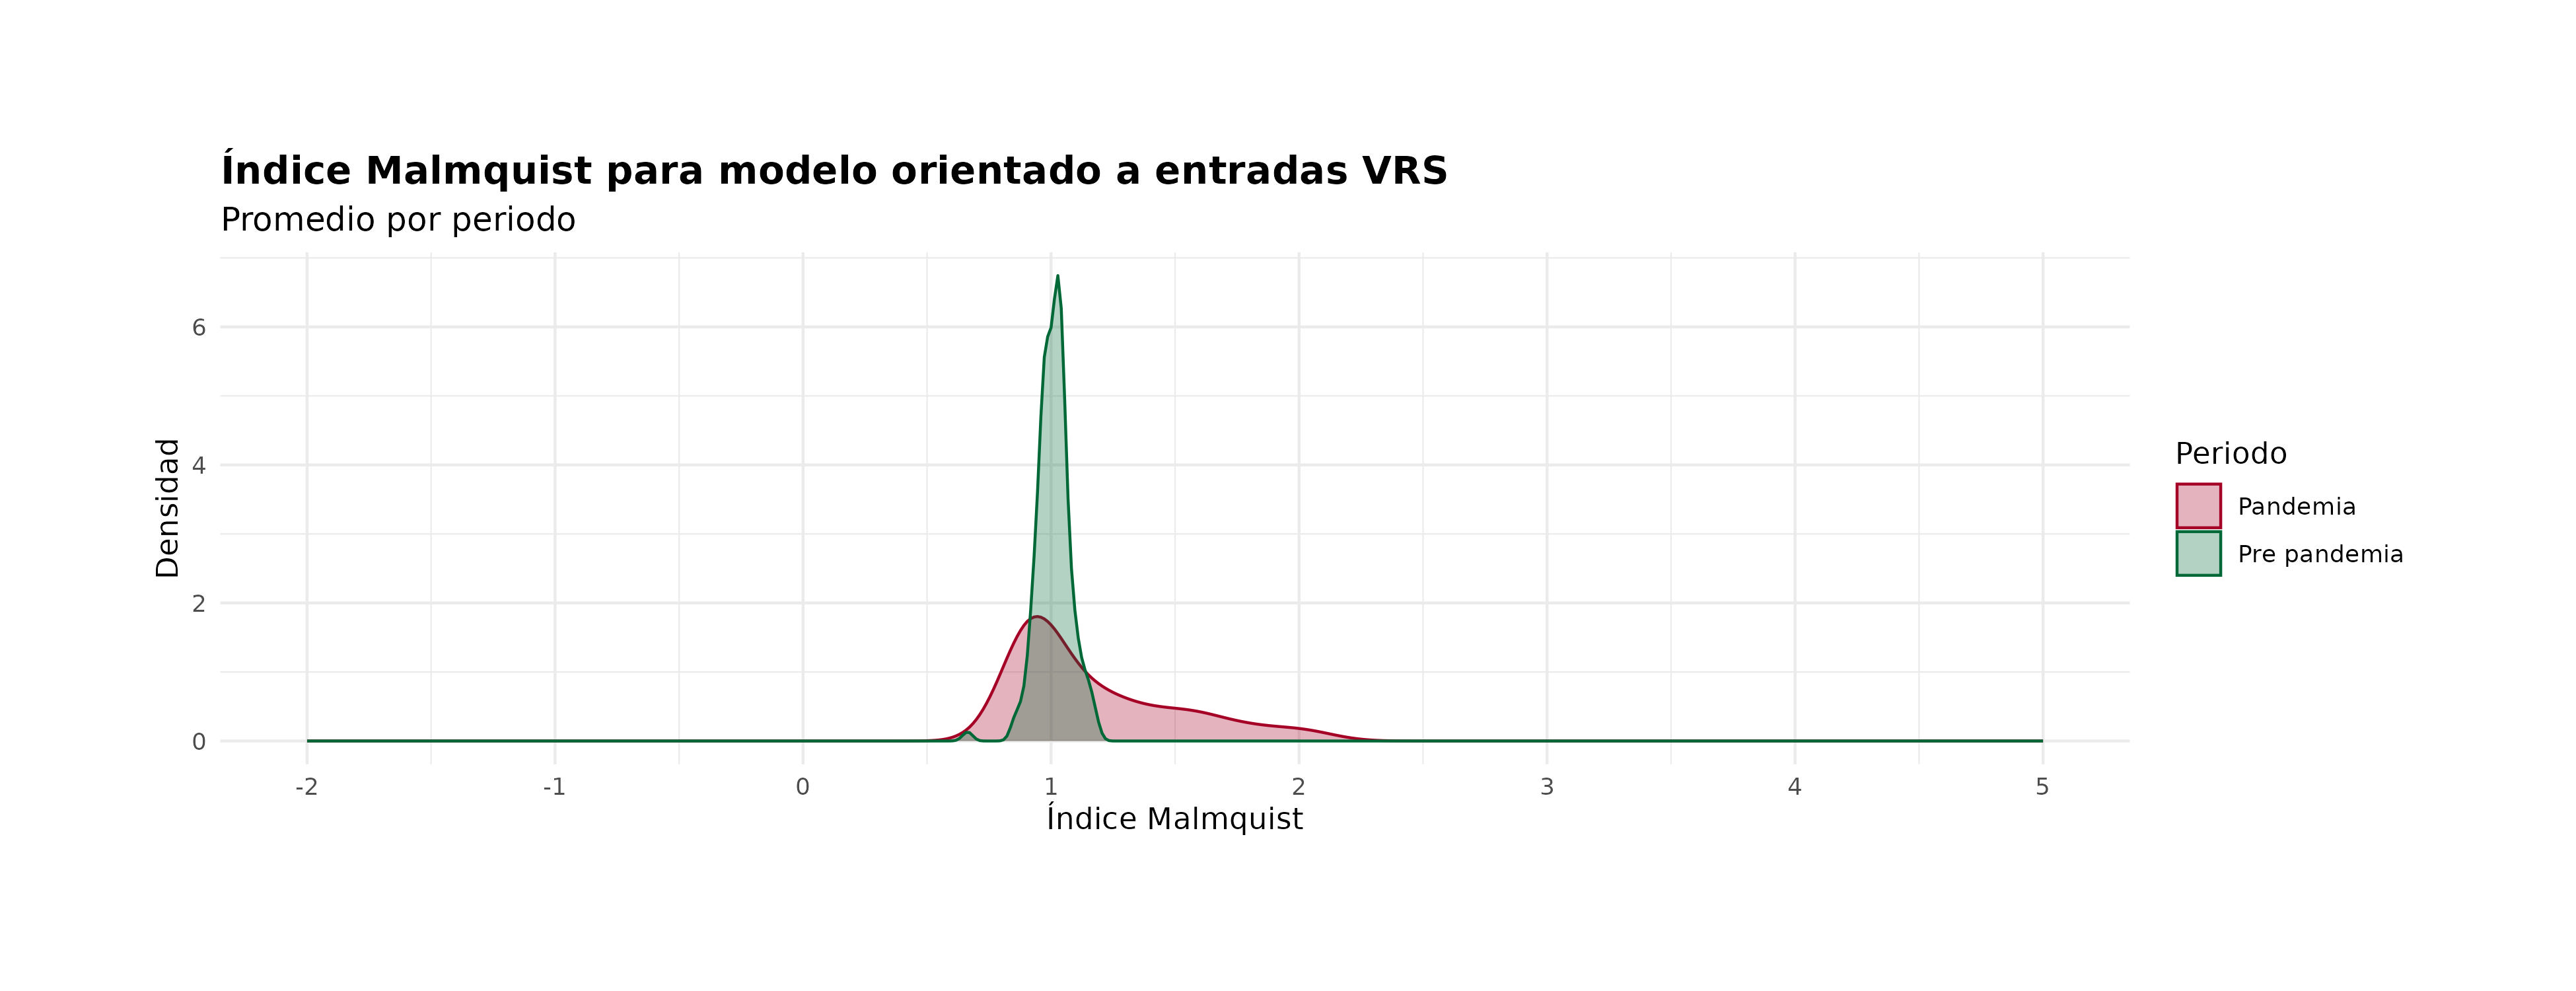 Índice Malmquist para modelo orientado a entradas VRS
Promedio por periodo
Densidad
6
4
2
0
-2 -1 0 1 2 3 4 5
Índice Malmquist
Periodo
Pandemia
Pre pandemia